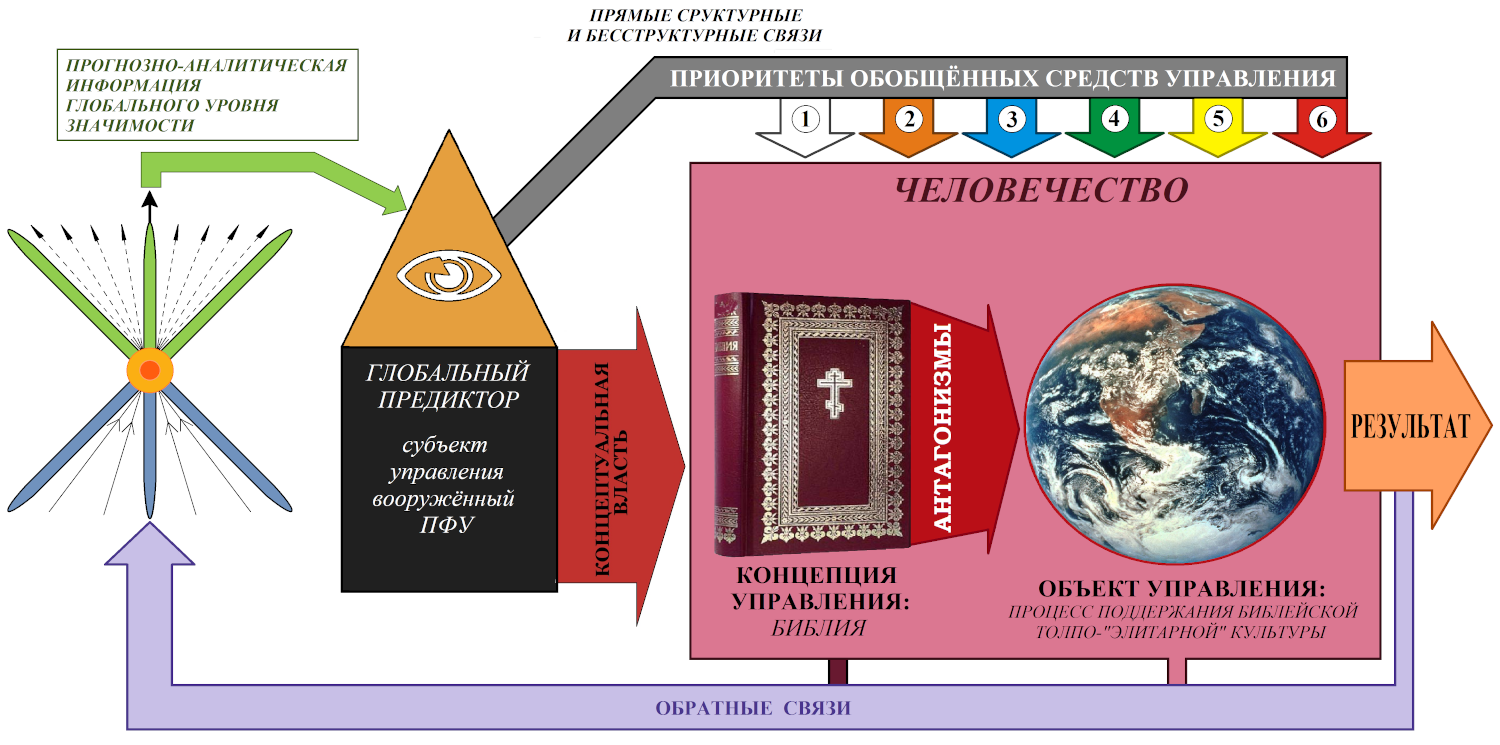 ПРЯМЫЕ СРУКТУРНЫЕ
И БЕССТРУКТУРНЫЕ СВЯЗИ
ПРОГНОЗНО-АНАЛИТИЧЕСКАЯ
ИНФОРМАЦИЯ
ГЛОБАЛЬНОГО УРОВНЯ
ЗНАЧИМОСТИ
ПРИОРИТЕТЫ ОБОБЩЁННЫХ СРЕДСТВ УПРАВЛЕНИЯ
1 2 3 4 5 6
ЧЕЛОВЕЧЕСТВО
ГЛОБАЛЬНЫЙ
ПРЕДИКТОР
субъект
управления
вооружённый
ПФУ
КОНЦЕПТУАЛЬНАЯ
ВЛАСТЬ
БИБЛИЯ
АНТАГОНИЗМЫ
РЕЗУЛЬТАТ
КОНЦЕПЦИЯ
УПРАВЛЕНИЯ:
БИБЛИЯ
ОБЪЕКТ УПРАВЛЕНИЯ:
ПРОЦЕСС ПОДДЕРЖАНИЯ БИБЛЕЙСКОЙ
ТОЛПО-"ЭЛИТАРНОЙ" КУЛЬТУРЫ
ОБРАТНЫЕ СВЯЗИ